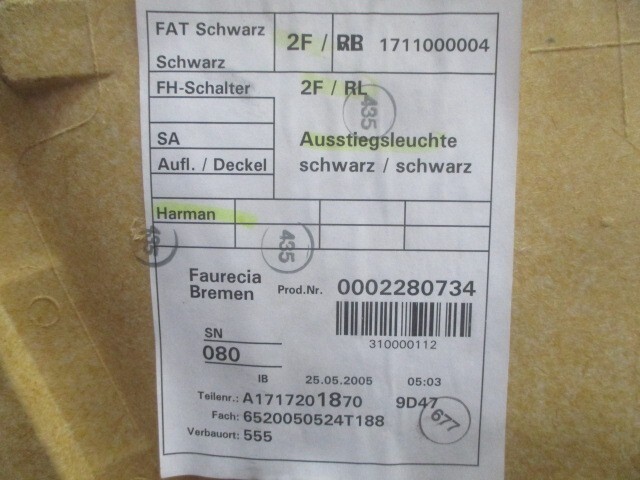 FAT Schwarz 2F / RB 1711000004
Schwarz
FH-Schalter 2F / RL
435
SA Ausstiegsleuchte
Aufl. / Deckel schwarz / schwarz
Harman
435 435
Faurecia
Bremen Prod.Nr. 0002280734
310000112
SN
080
IB 25.05.2005 05:03
Teilenr.: A1717201870 9D47
Fach: 6520050524T188
677
Verbauort: 555